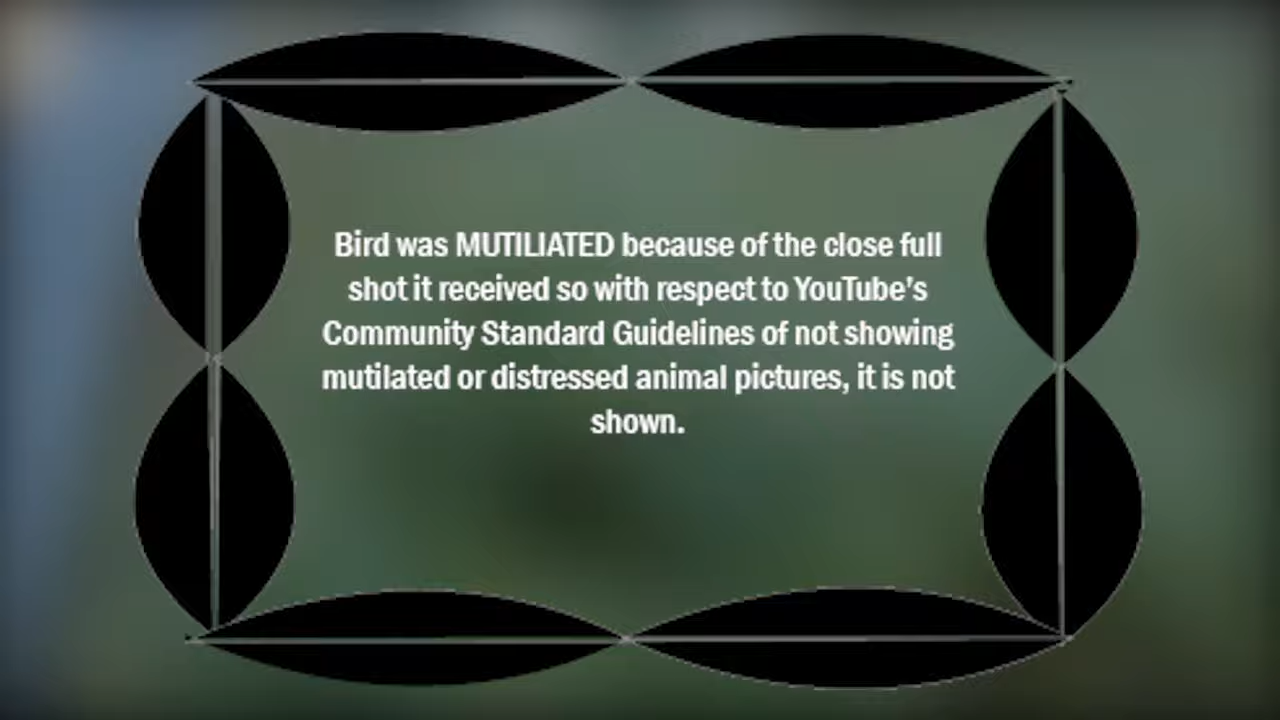 Bird was MUTILIATED because of the close full
shot it received so with respect to YouTube's
Community Standard Guidelines of not showing
mutilated or distressed animal pictures, it is not
shown.